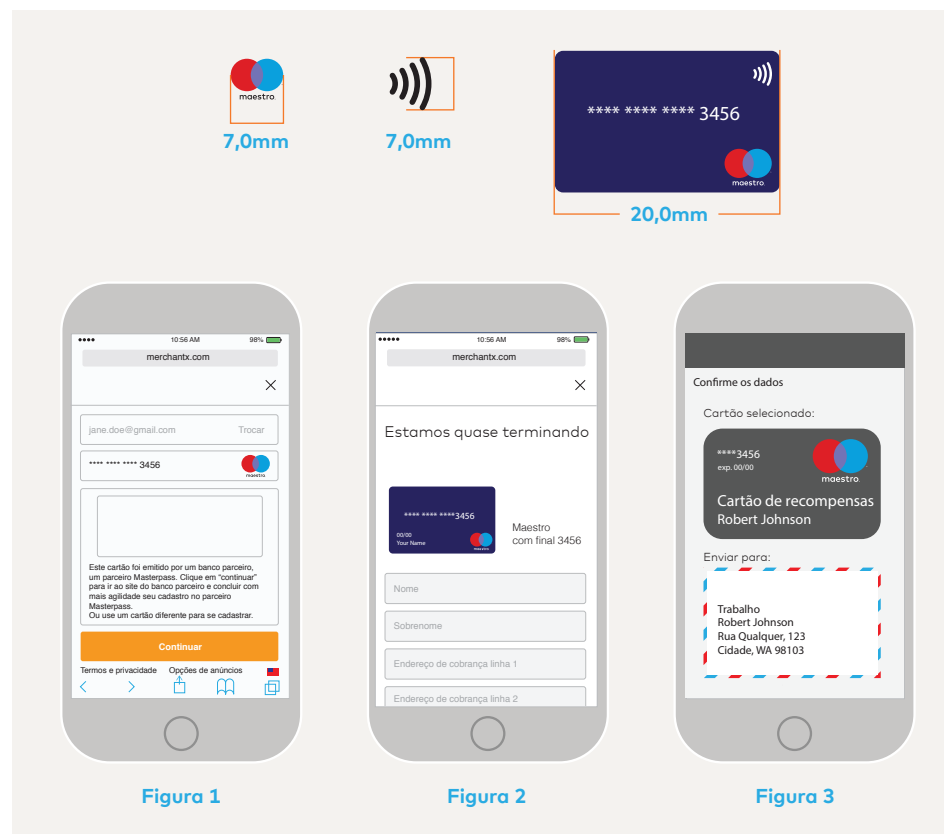 maestro
7,0mm
7,0mm
**** **** **** 3456
maestro
20,0mm
10:56 AM
98%
merchantx.com
jane.doe@gmail.com Trocar
**** **** **** 3456
maestro
Este cartão foi emitido por um banco parceiro,
um parceiro Masterpass. Clique em "continuar"
para ir ao site do banco parceiro e concluir com
mais agilidade seu cadastro no parceiro
Masterpass.
Ou use um cartão diferente para se cadastrar.
Continuar
Termos e privacidade Opções de anúncios
Figura 1
10:56 AM
98%
merchantx.com
Estamos quase terminando
**** **** ****3456
00/00
Your Name
maestro
Maestro
com final 3456
Nome
Sobrenome
Endereço de cobrança linha 1
Endereço de cobrança linha 2
Figura 2
Confirme os dados
Cartão selecionado:
****3456
exp. 00/00
maestro
Cartão de recompensas
Robert Johnson
Enviar para:
Trabalho
Robert Johnson
Rua Qualquer, 123
Cidade, WA 98103
Figura 3